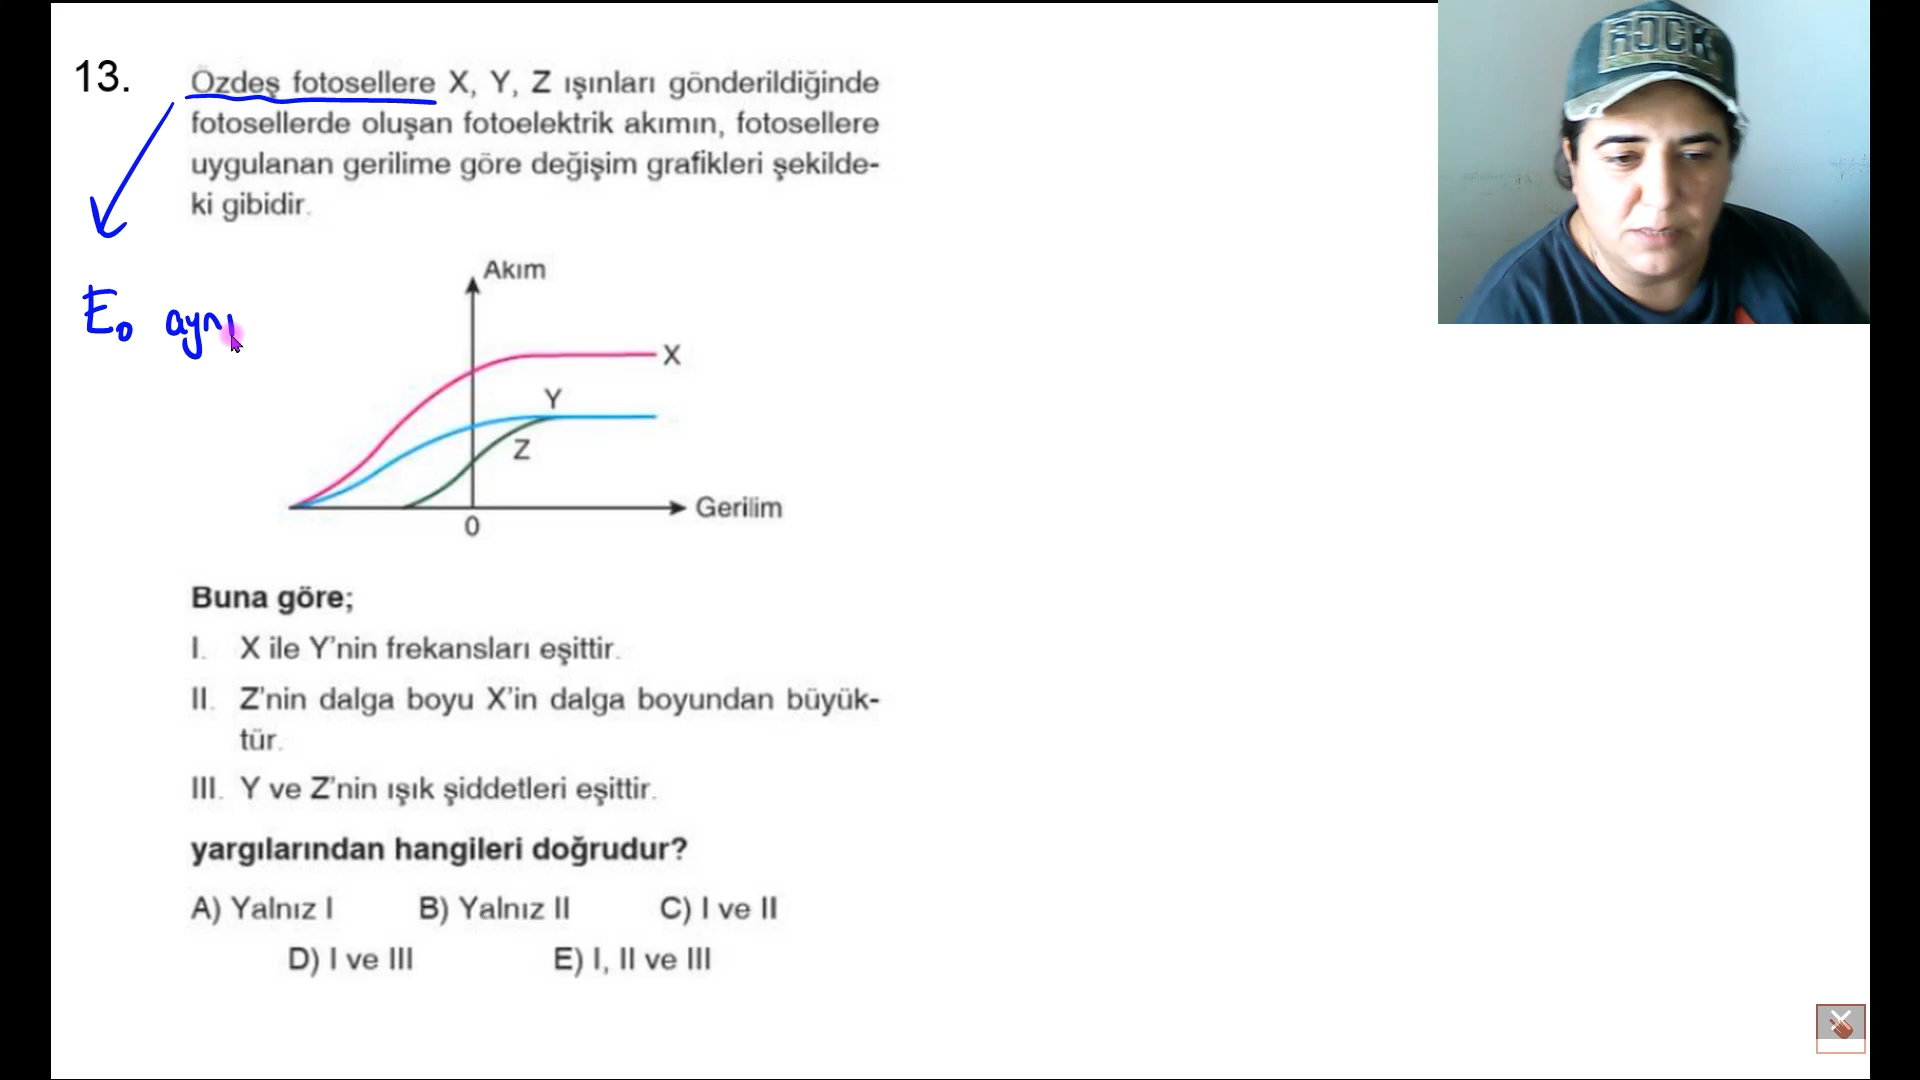 13.
Özdeş fotosellere X, Y, Z ışınları gönderildiğinde
fotosellerde oluşan fotoelektrik akımın, fotosellere
uygulanan gerilime göre değişim grafikleri şekilde-
ki gibidir.
E₀ aynı
Akım
X
Y
Z
Gerilim
0
Buna göre;
I. X ile Y'nin frekansları eşittir.
II. Z'nin dalga boyu X'in dalga boyundan büyük-
tür.
III. Y ve Z'nin ışık şiddetleri eşittir.
yargılarından hangileri doğrudur?
A) Yalnız I B) Yalnız II C) I ve II
D) I ve III E) I, II ve III
ROCK